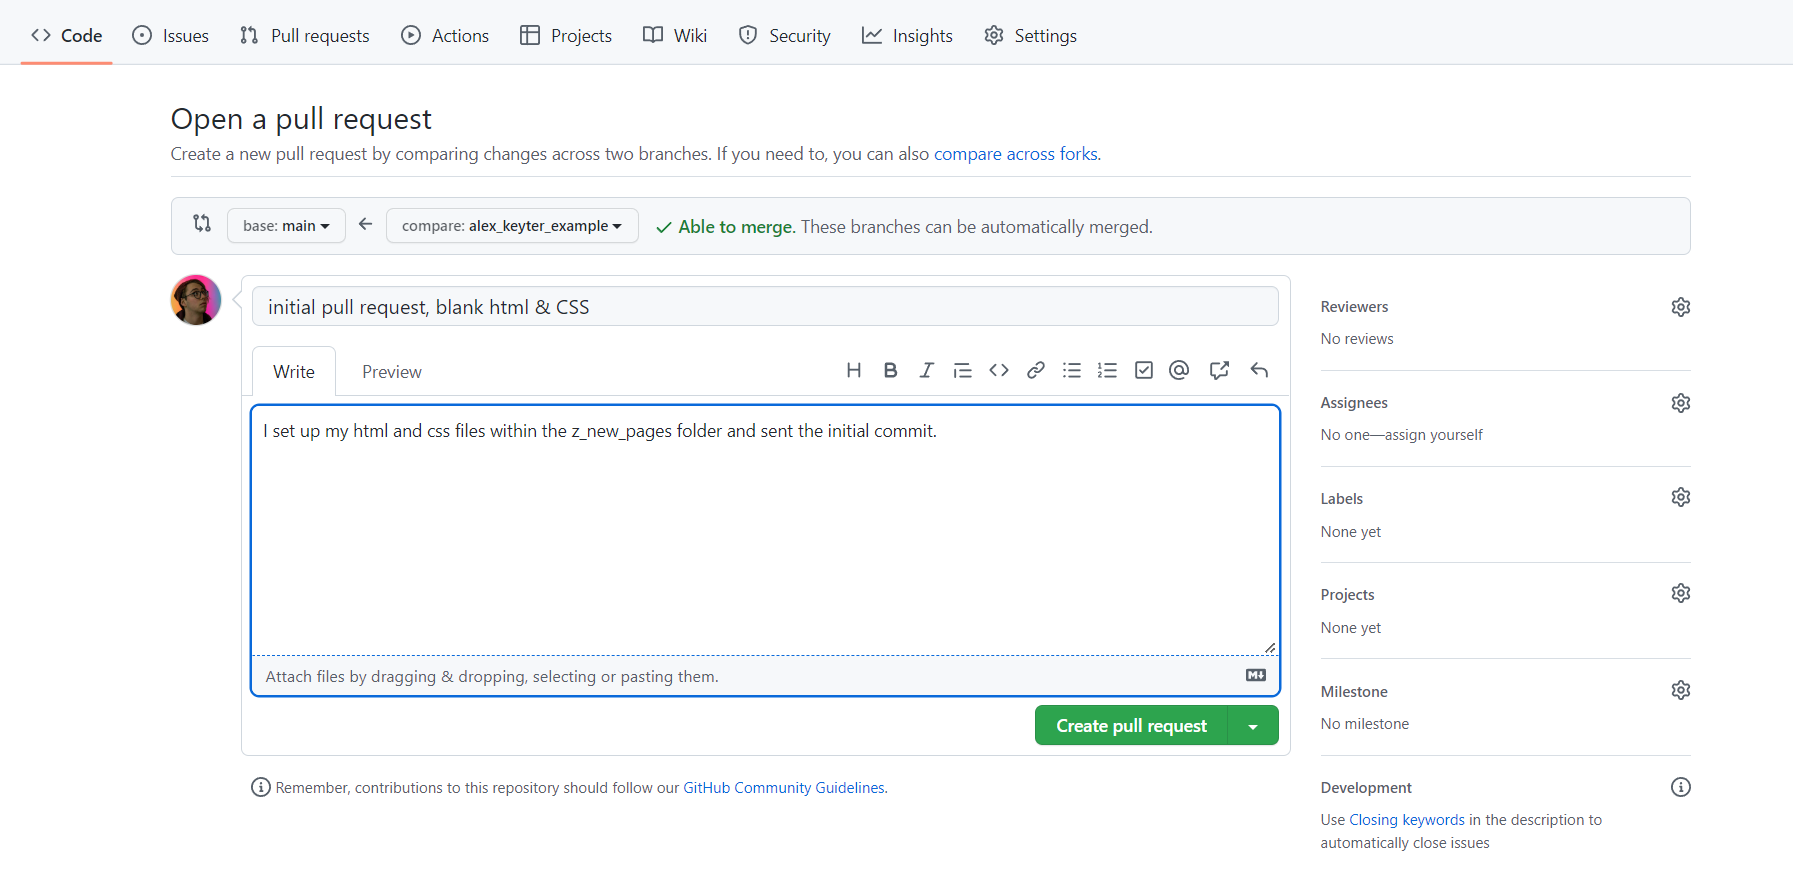 Code Issues Pull requests Actions Projects Wiki Security Insights Settings
Open a pull request
Create a new pull request by comparing changes across two branches. If you need to, you can also compare across forks.
base: main compare: alex_keyter_example Able to merge. These branches can be automatically merged.
initial pull request, blank html & CSS
Write Preview
I set up my html and css files within the z_new_pages folder and sent the initial commit.
Attach files by dragging & dropping, selecting or pasting them.
Create pull request
Remember, contributions to this repository should follow our GitHub Community Guidelines.
Reviewers
No reviews
Assignees
No one—assign yourself
Labels
None yet
Projects
None yet
Milestone
No milestone
Development
Use Closing keywords in the description to
automatically close issues